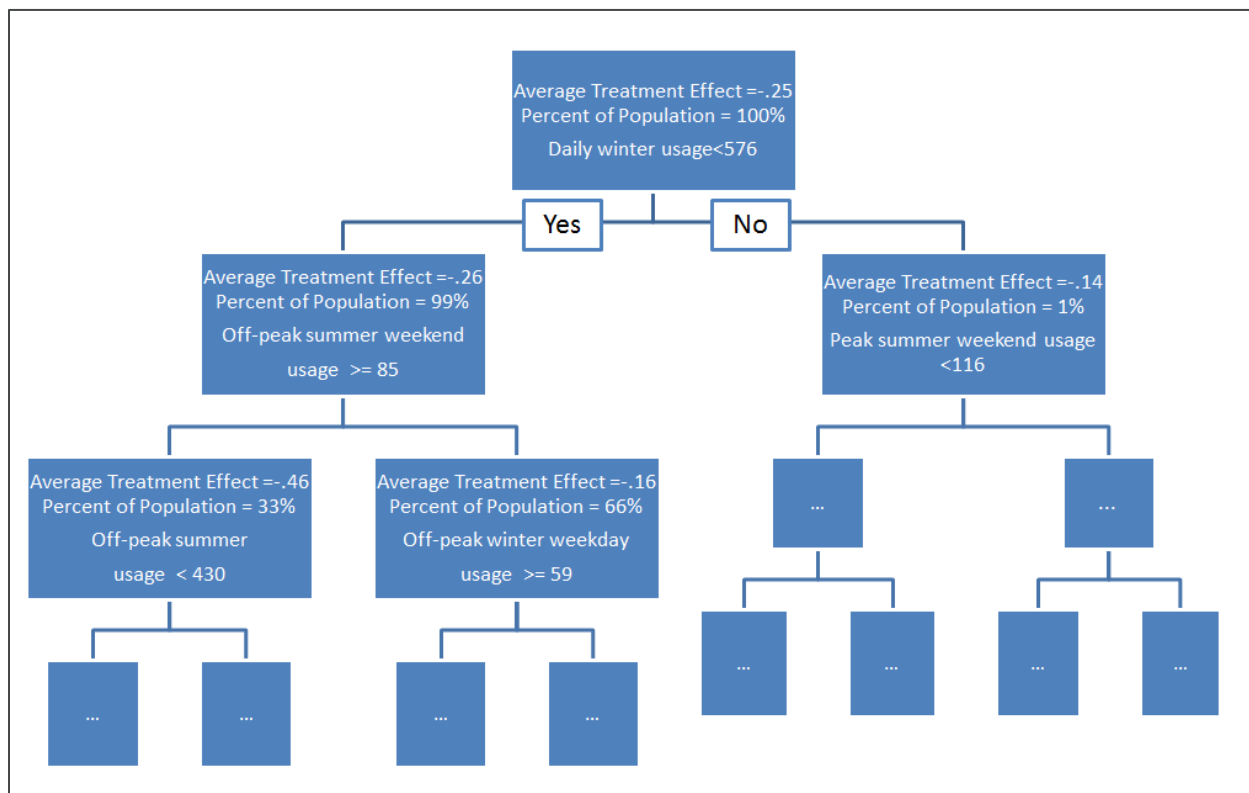 Average Treatment Effect =-.25
Percent of Population = 100%
Daily winter usage<576
Yes
No
Average Treatment Effect =-.26
Percent of Population = 99%
Off-peak summer weekend
usage >= 85
Average Treatment Effect =-.14
Percent of Population = 1%
Peak summer weekend usage
<116
Average Treatment Effect =-.46
Percent of Population = 33%
Off-peak summer
usage < 430
Average Treatment Effect =-.16
Percent of Population = 66%
Off-peak winter weekday
usage >= 59
...
...
...
...
...
...
...
...
...
...